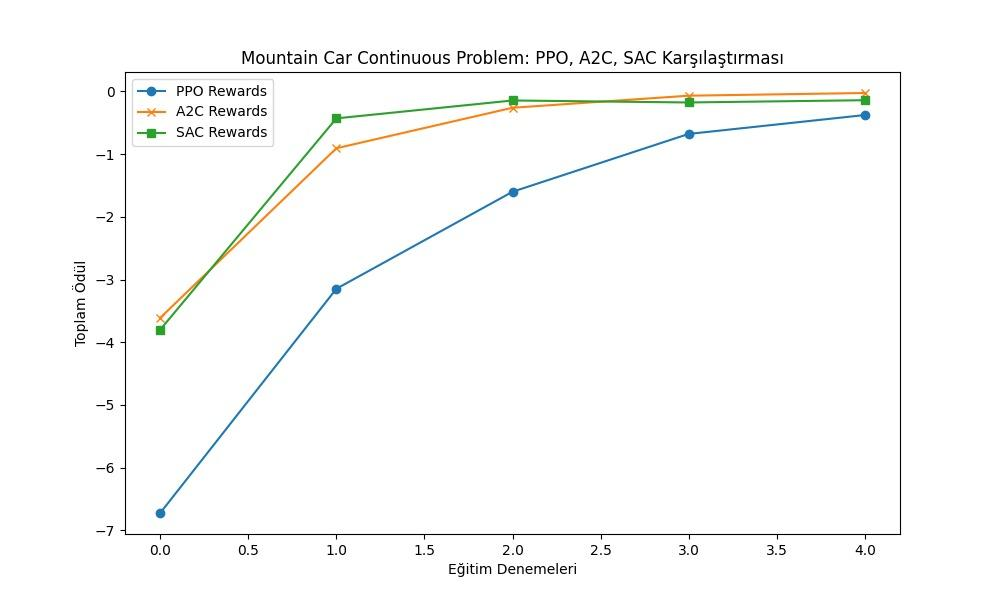 Mountain Car Continuous Problem: PPO, A2C, SAC Karşılaştırması
PPO Rewards
A2C Rewards
SAC Rewards
Toplam Ödül
0
−1
−2
−3
−4
−5
−6
−7
0.0 0.5 1.0 1.5 2.0 2.5 3.0 3.5 4.0
Eğitim Denemeleri